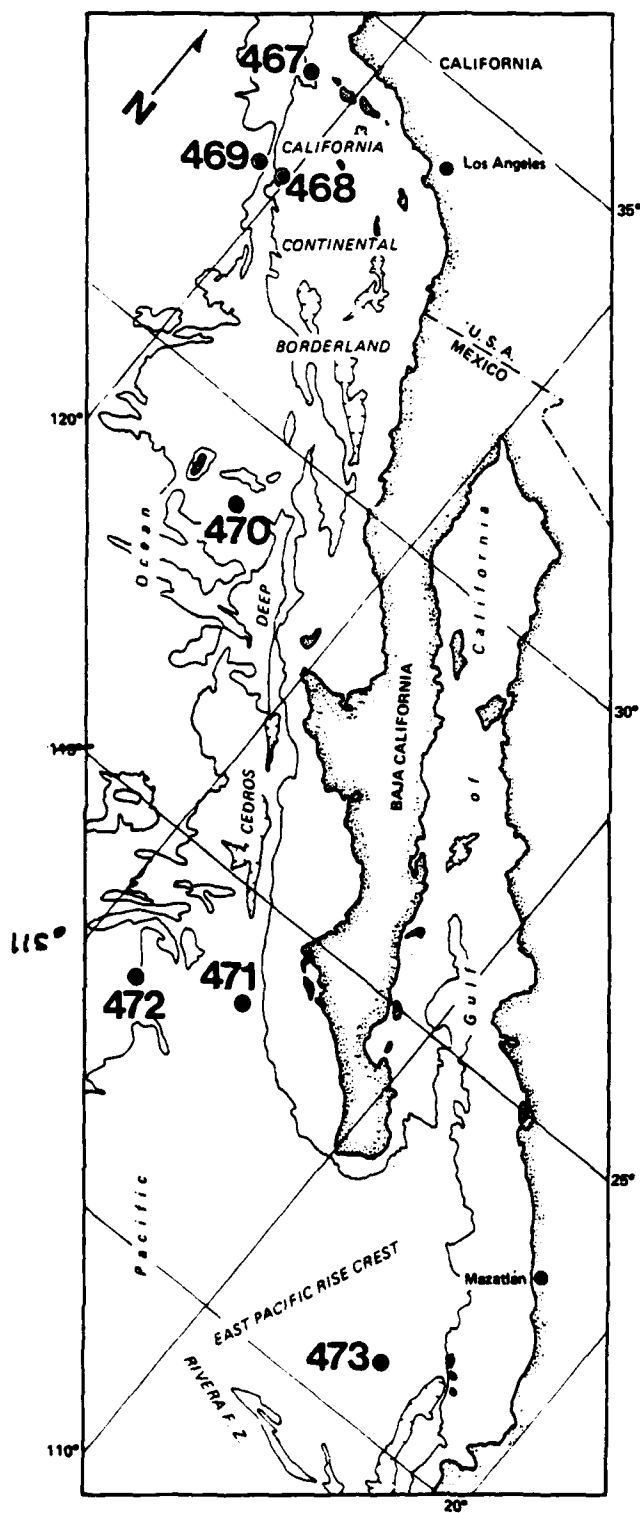 CALIFORNIA
467
N
469
CALIFORNIA
Los Angeles
468
35°
CONTINENTAL
U. S. A.
MEXICO
BORDERLAND
120°
470
Ocean
DEEP
California
30°
BAJA CALIFORNIA
of
CEDROS
115°
471
472
Gulf
25°
Pacific
Mazatlán
EAST PACIFIC RISE CREST
473
RIVERA F. Z.
110°
20°